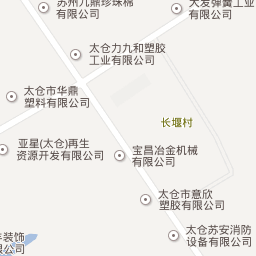 苏州九鼎珍珠棉
有限公司
大友弹簧工业
有限公司
太仓力九和塑胶
工业有限公司
太仓市华鼎
塑料有限公司
长堰村
亚星(太仓)再生
资源开发有限公司
宝昌冶金机械
有限公司
太仓市意欣
塑胶有限公司
太仓苏安消防
设备有限公司
装饰
限公司